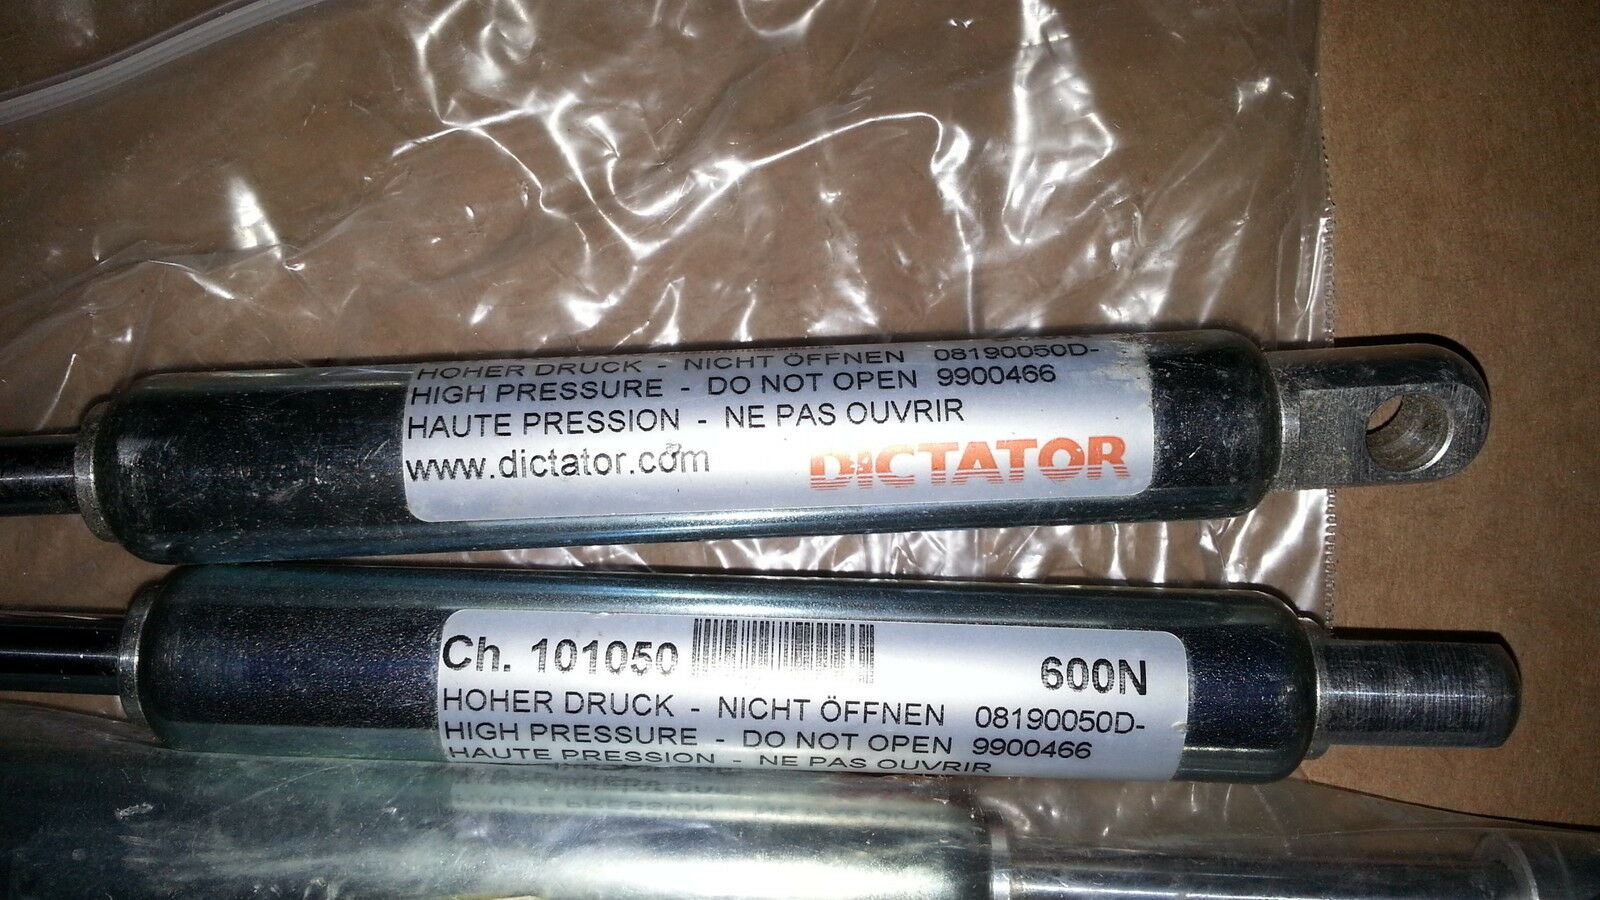 HOHER DRUCK - NICHT ÖFFNEN 08190050D-
HIGH PRESSURE - DO NOT OPEN 9900466
HAUTE PRESSION - NE PAS OUVRIR
www.dictator.com DICTATOR
Ch. 101050 600N
HOHER DRUCK - NICHT ÖFFNEN 08190050D-
HIGH PRESSURE - DO NOT OPEN 9900466
HAUTE PRESSION - NE PAS OUVRIR